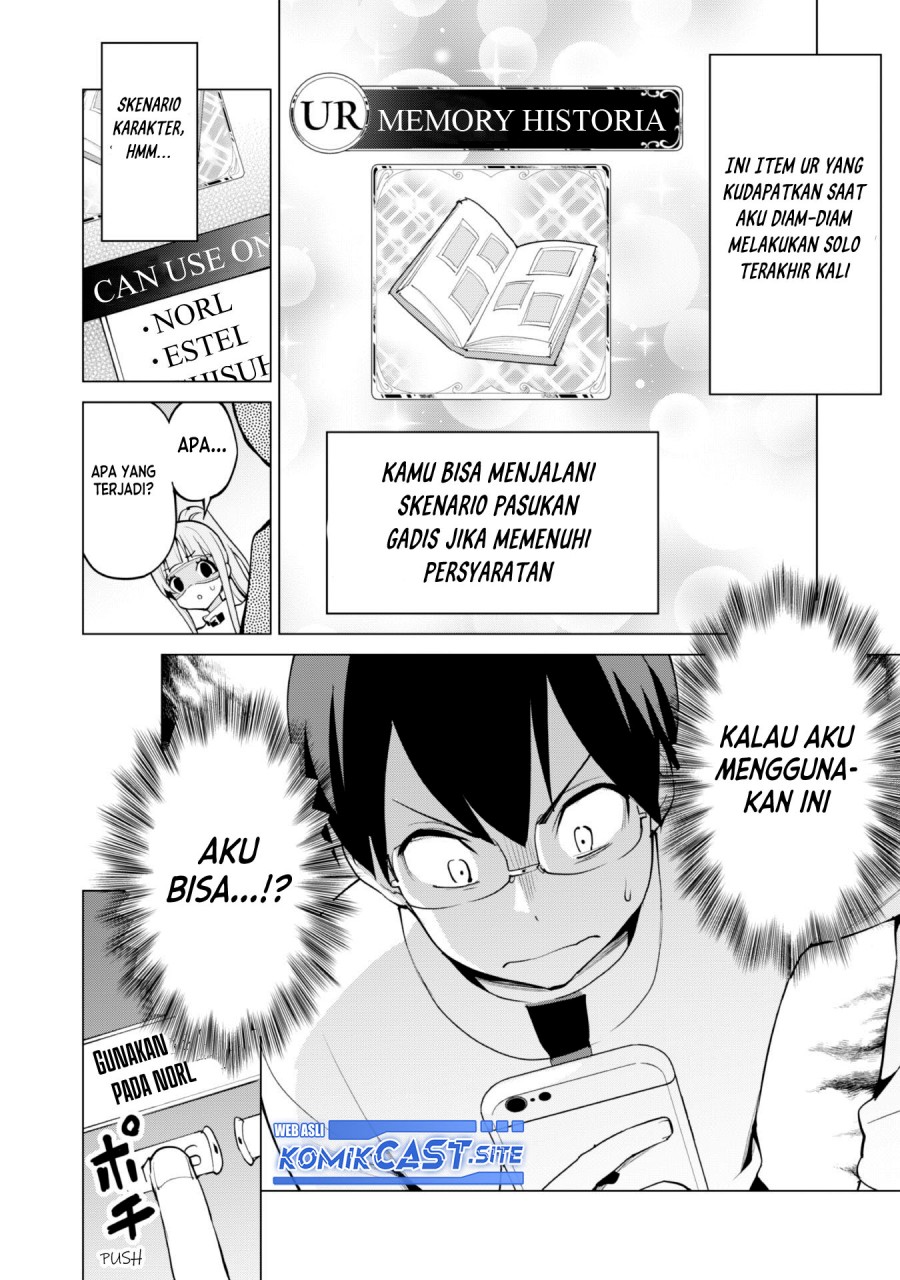 INI ITEM UR YANG
KUDAPATKAN SAAT
AKU DIAM-DIAM
MELAKUKAN SOLO
TERAKHIR KALI
UR MEMORY HISTORIA
KAMU BISA MENJALANI
SKENARIO PASUKAN
GADIS JIKA MEMENUHI
PERSYARATAN
SKENARIO
KARAKTER,
HMM...
CAN USE ON
• NORL
• ESTEL
APA...
APA YANG
TERJADI?
KALAU AKU
MENGGUNA-
KAN INI
AKU
BISA...!?
GUNAKAN
PADA NORL
ポチ
PUSH
WEB ASLI
KOMIKCAST.SITE